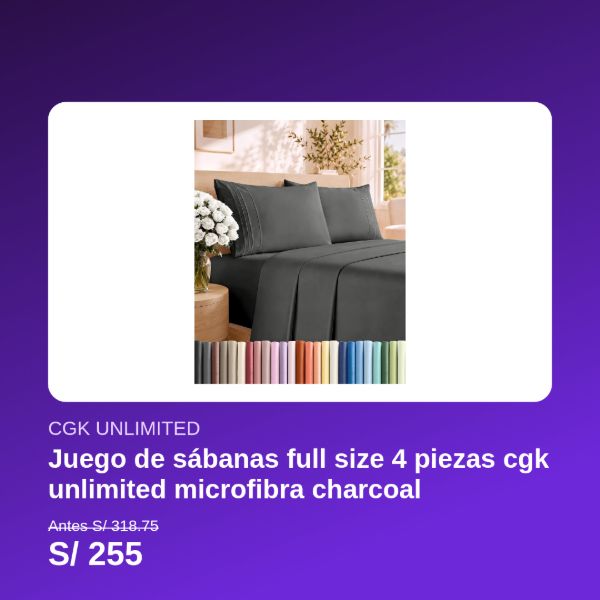 CGK UNLIMITED
Juego de sábanas full size 4 piezas cgk
unlimited microfibra charcoal
Antes S/ 318.75
S/ 255